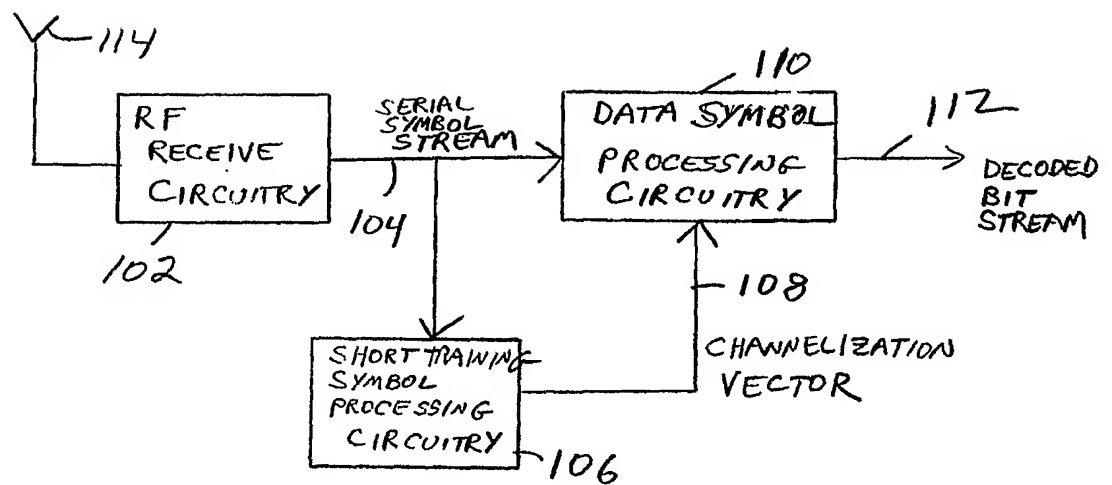 114
RF
RECEIVE
CIRCUITRY
102
SERIAL
SYMBOL
STREAM
104
110
DATA SYMBOL
PROCESSING
CIRCUITRY
112
DECODED
BIT
STREAM
108
CHANNELIZATION
VECTOR
SHORT TRAINING
SYMBOL
PROCESSING
CIRCUITRY
106